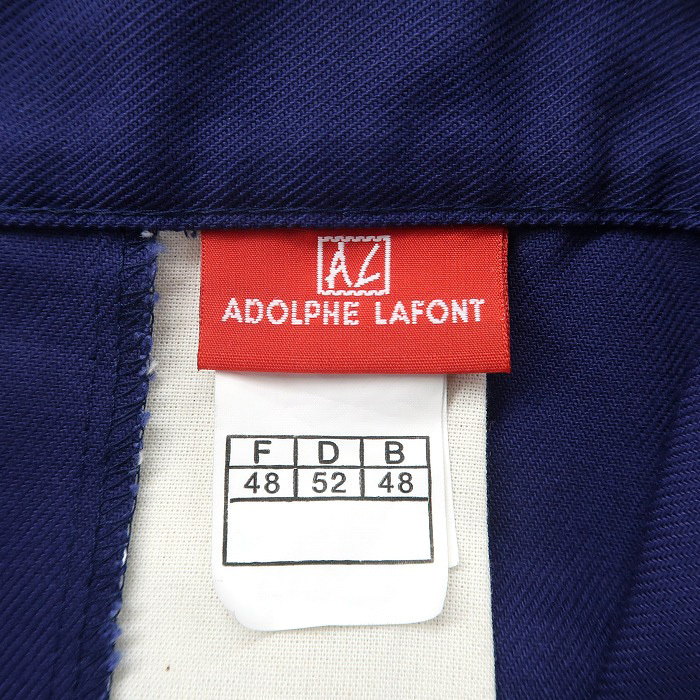 AL
ADOLPHE LAFONT
F D B
48 52 48